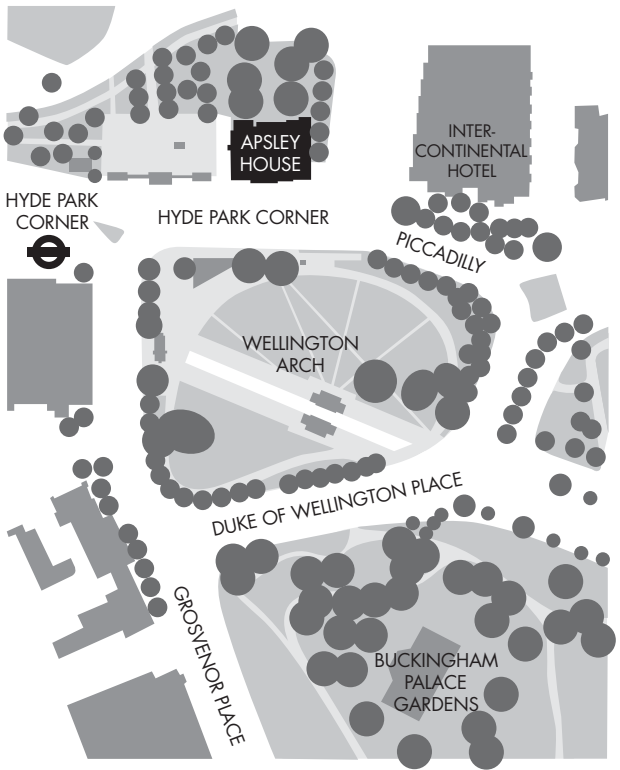 APSLEY
HOUSE
INTER-
CONTINENTAL
HOTEL
HYDE PARK
CORNER
HYDE PARK CORNER
PICCADILLY
WELLINGTON
ARCH
DUKE OF WELLINGTON PLACE
GROSVENOR PLACE
BUCKINGHAM
PALACE
GARDENS